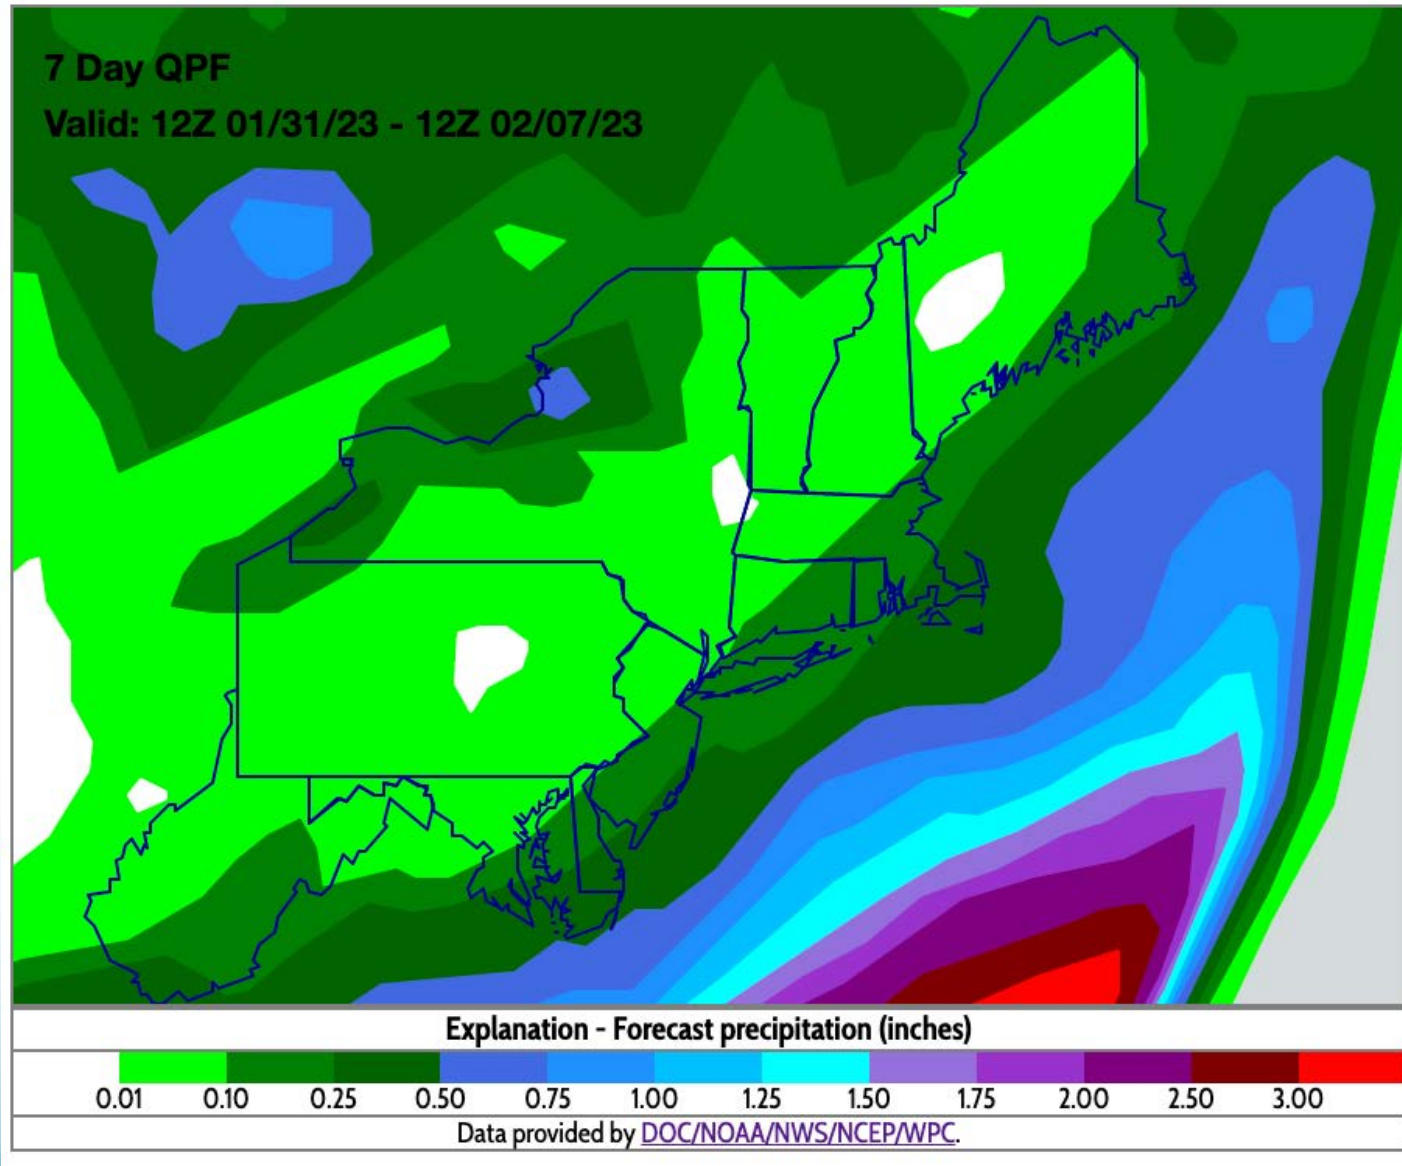 7 Day QPF
Valid: 12Z 01/31/23 - 12Z 02/07/23
Explanation - Forecast precipitation (inches)
0.01 0.10 0.25 0.50 0.75 1.00 1.25 1.50 1.75 2.00 2.50 3.00
Data provided by DOC/NOAA/NWS/NCEP/WPC.